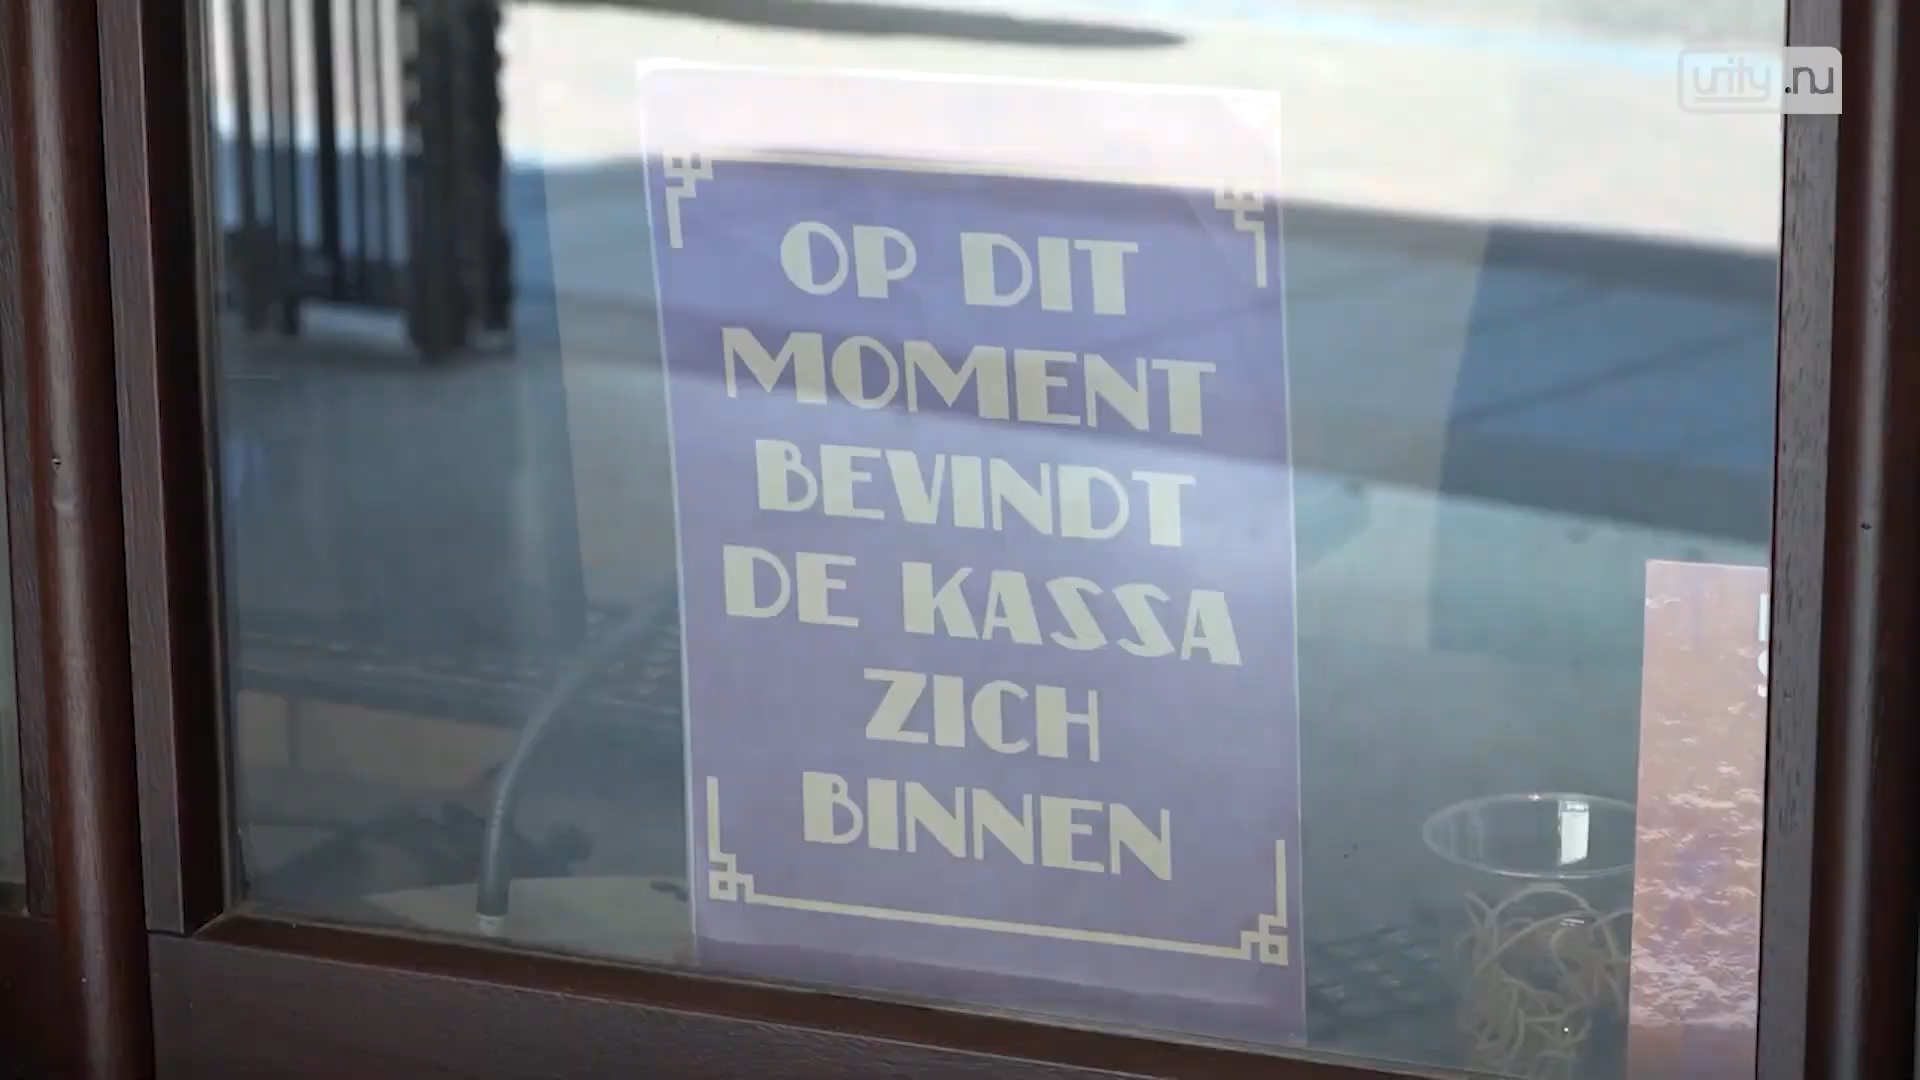 unity.nu
OP DIT
MOMENT
BEVINDT
DE KASSA
ZICH
BINNEN